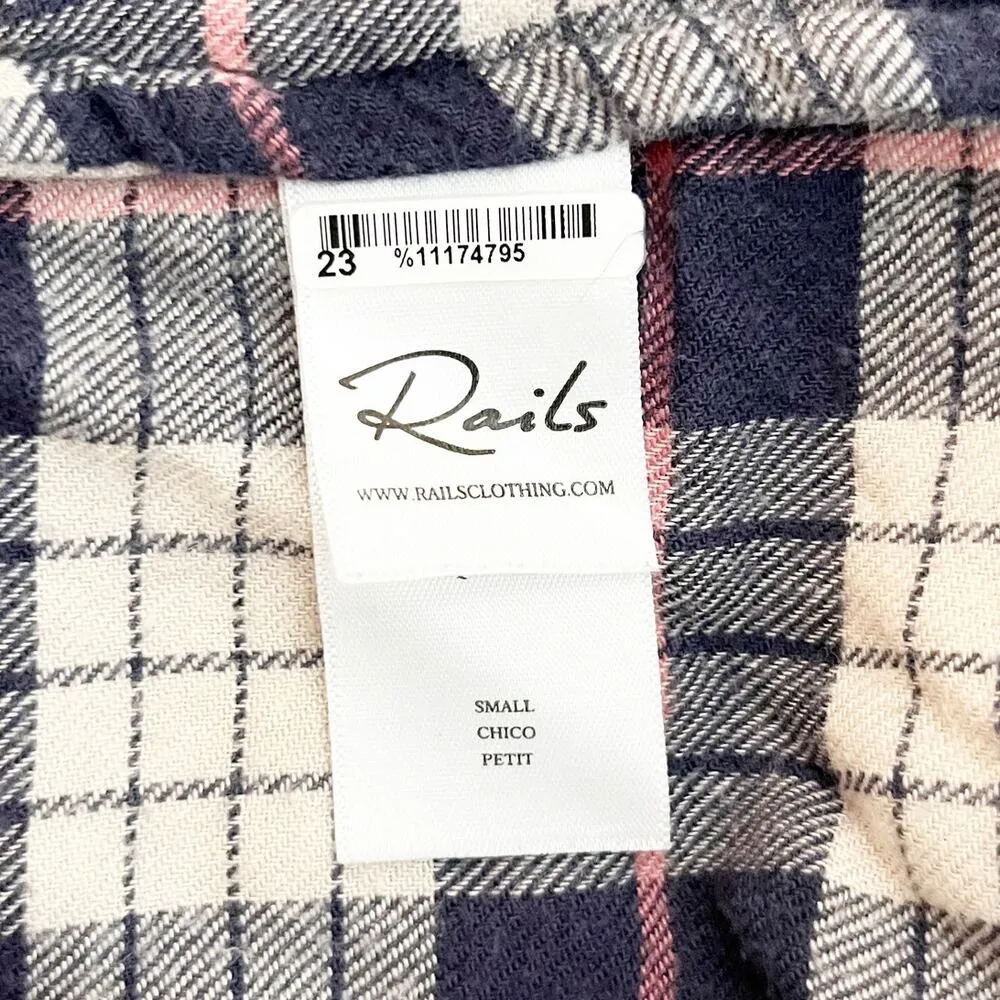 23 %11174795
Rails
WWW.RAILSCLOTHING.COM
SMALL
CHICO
PETIT